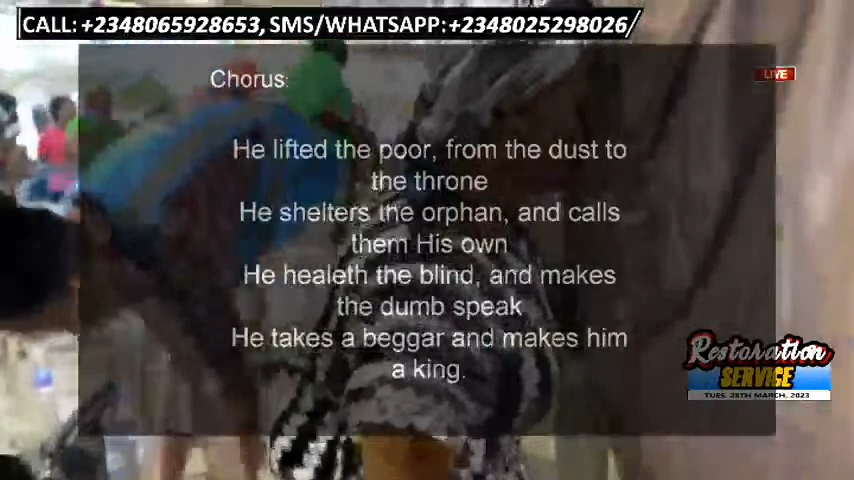 CALL: +2348065928653, SMS/WHATSAPP: +2348025298026/
LIVE
Chorus:
He lifted the poor, from the dust to
the throne
He shelters the orphan, and calls
them His own
He healeth the blind, and makes
the dumb speak
He takes a beggar and makes him
a king.
Restoration
SERVICE
TUES. 28TH MARCH, 2023